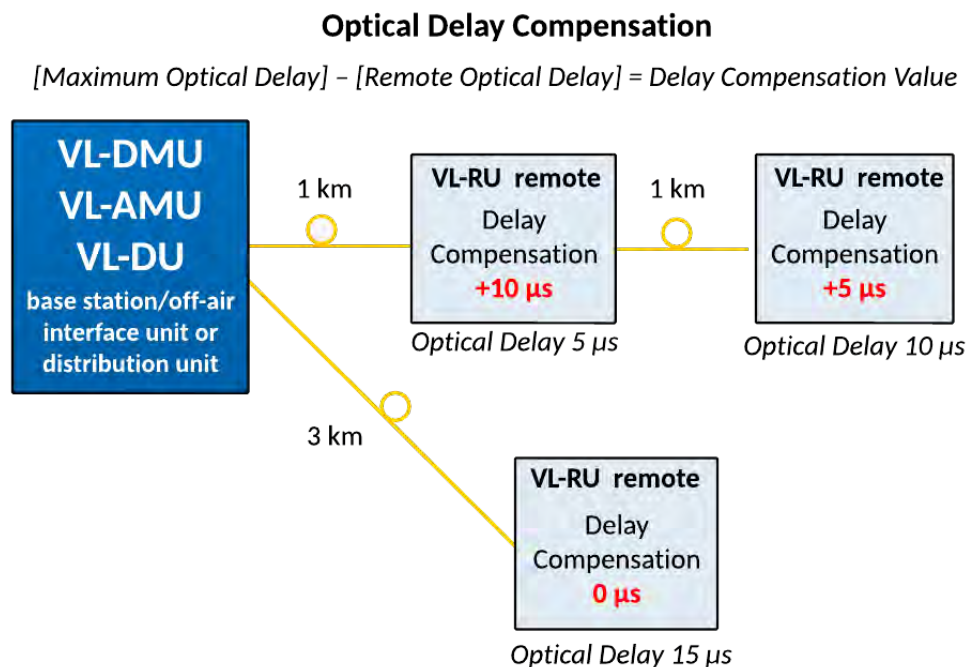 Optical Delay Compensation
[Maximum Optical Delay] – [Remote Optical Delay] = Delay Compensation Value
VL-DMU
VL-AMU
VL-DU
base station/off-air
interface unit or
distribution unit
1 km
VL-RU remote
Delay
Compensation
+10 µs
Optical Delay 5 µs
1 km
VL-RU remote
Delay
Compensation
+5 µs
Optical Delay 10 µs
3 km
VL-RU remote
Delay
Compensation
0 µs
Optical Delay 15 µs